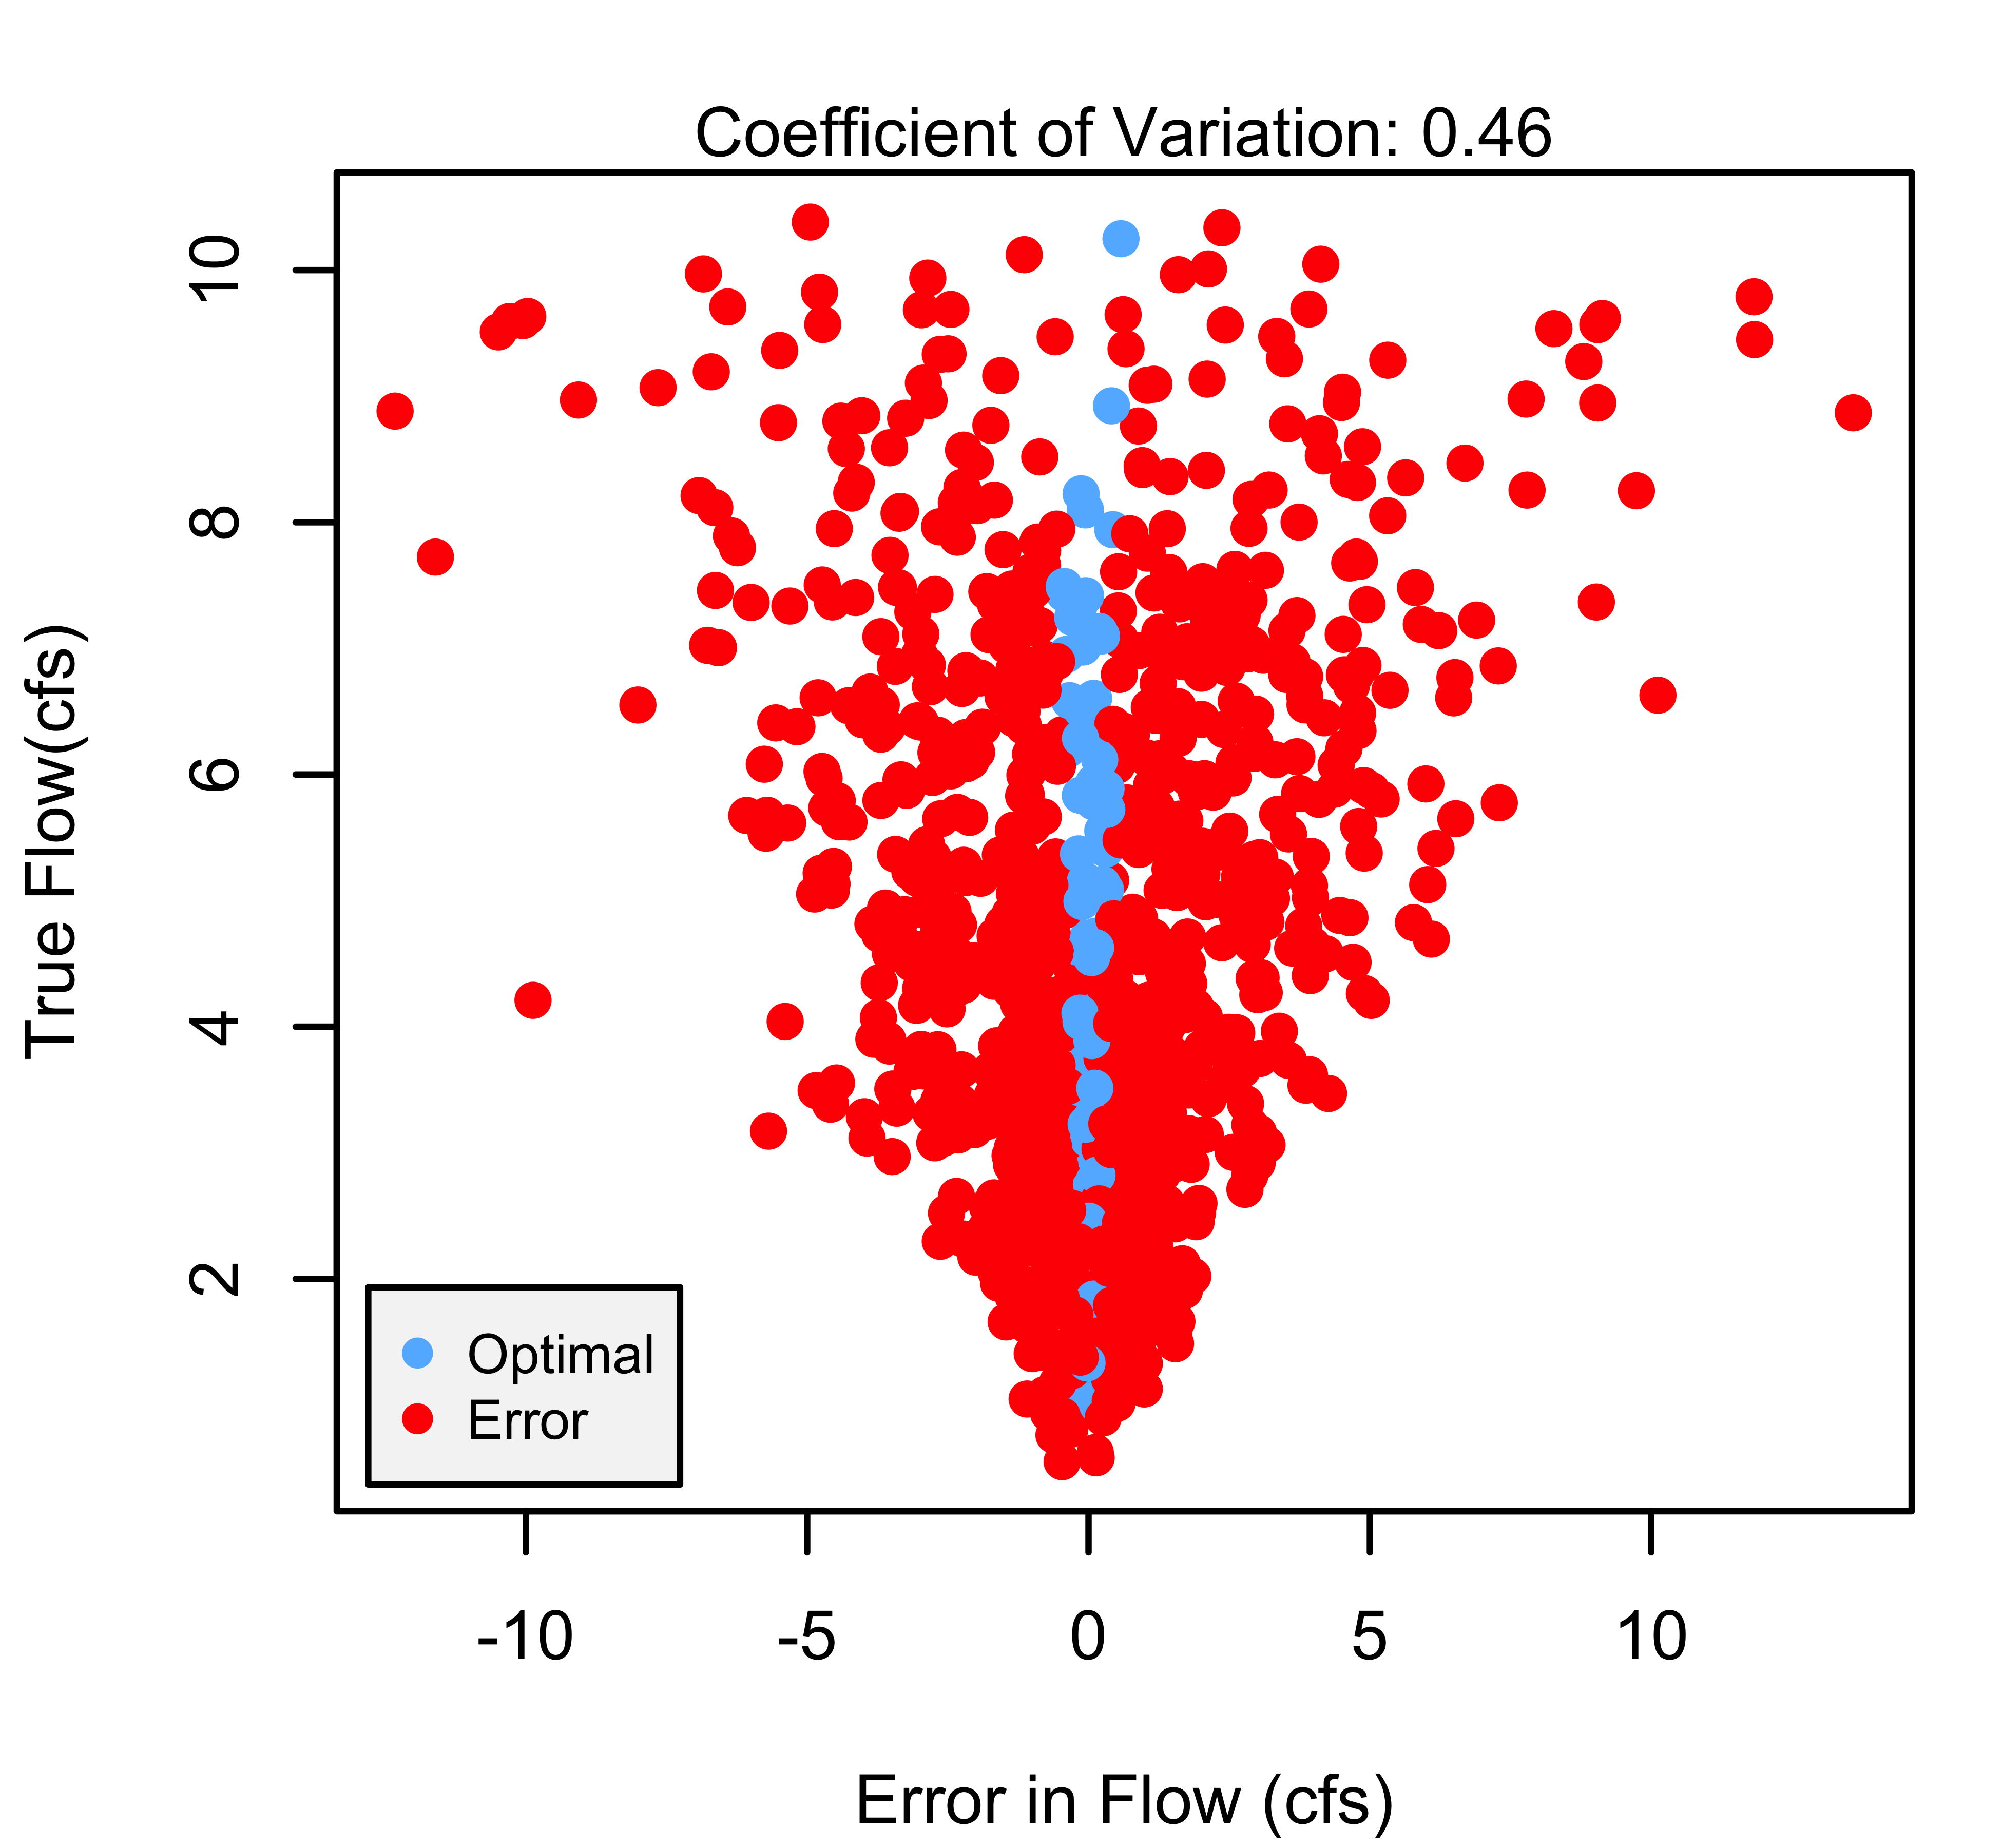 Coefficient of Variation: 0.46
True Flow(cfs)
10
8
6
4
2
Optimal
Error
-10 -5 0 5 10
Error in Flow (cfs)